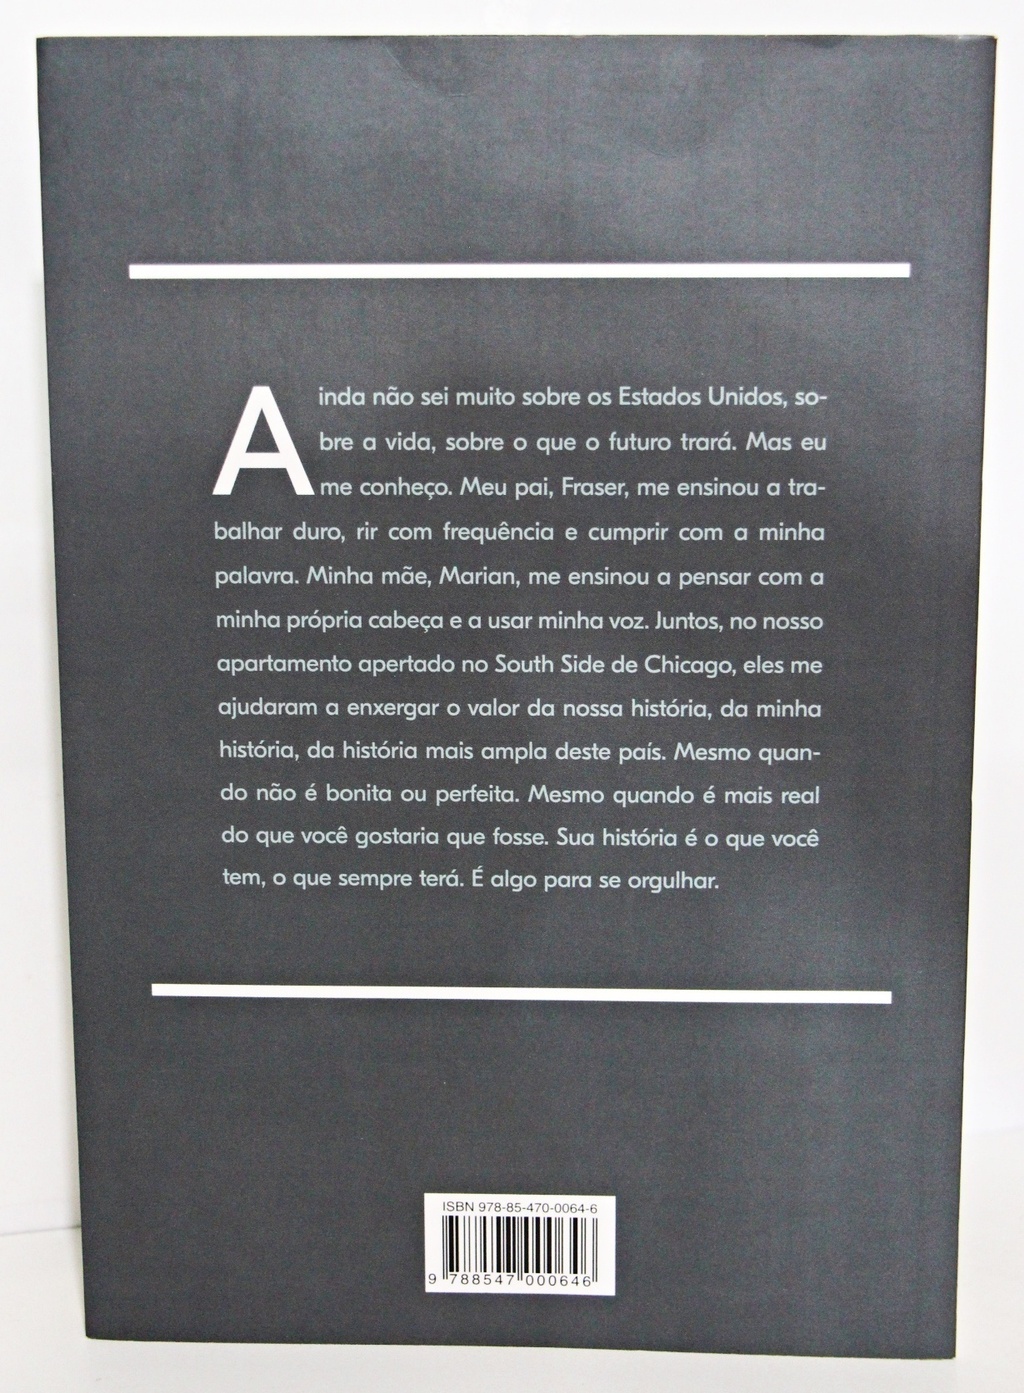 Ainda não sei muito sobre os Estados Unidos, so-
bre a vida, sobre o que o futuro trará. Mas eu
me conheço. Meu pai, Fraser, me ensinou a tra-
balhar duro, rir com frequência e cumprir com a minha
palavra. Minha mãe, Marian, me ensinou a pensar com a
minha própria cabeça e a usar minha voz. Juntos, no nosso
apartamento apertado no South Side de Chicago, eles me
ajudaram a enxergar o valor da nossa história, da minha
história, da história mais ampla deste país. Mesmo quan-
do não é bonita ou perfeita. Mesmo quando é mais real
do que você gostaria que fosse. Sua história é o que você
tem, o que sempre terá. É algo para se orgulhar.
ISBN 978-85-470-0064-6
9 788547 000646